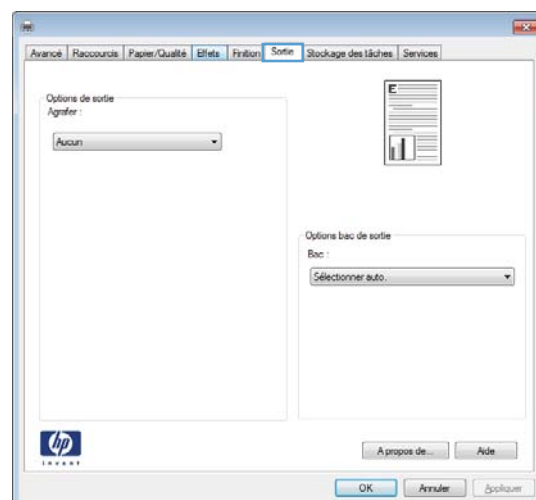 Avancé Raccourcis Papier/Qualité Effets Finition Sortie Stockage des tâches Services
Options de sortie
Agrafer :
Aucun
E
Options bac de sortie
Bac :
Sélectionner auto.
hp
invent
A propos de... Aide
OK Annuler Appliquer